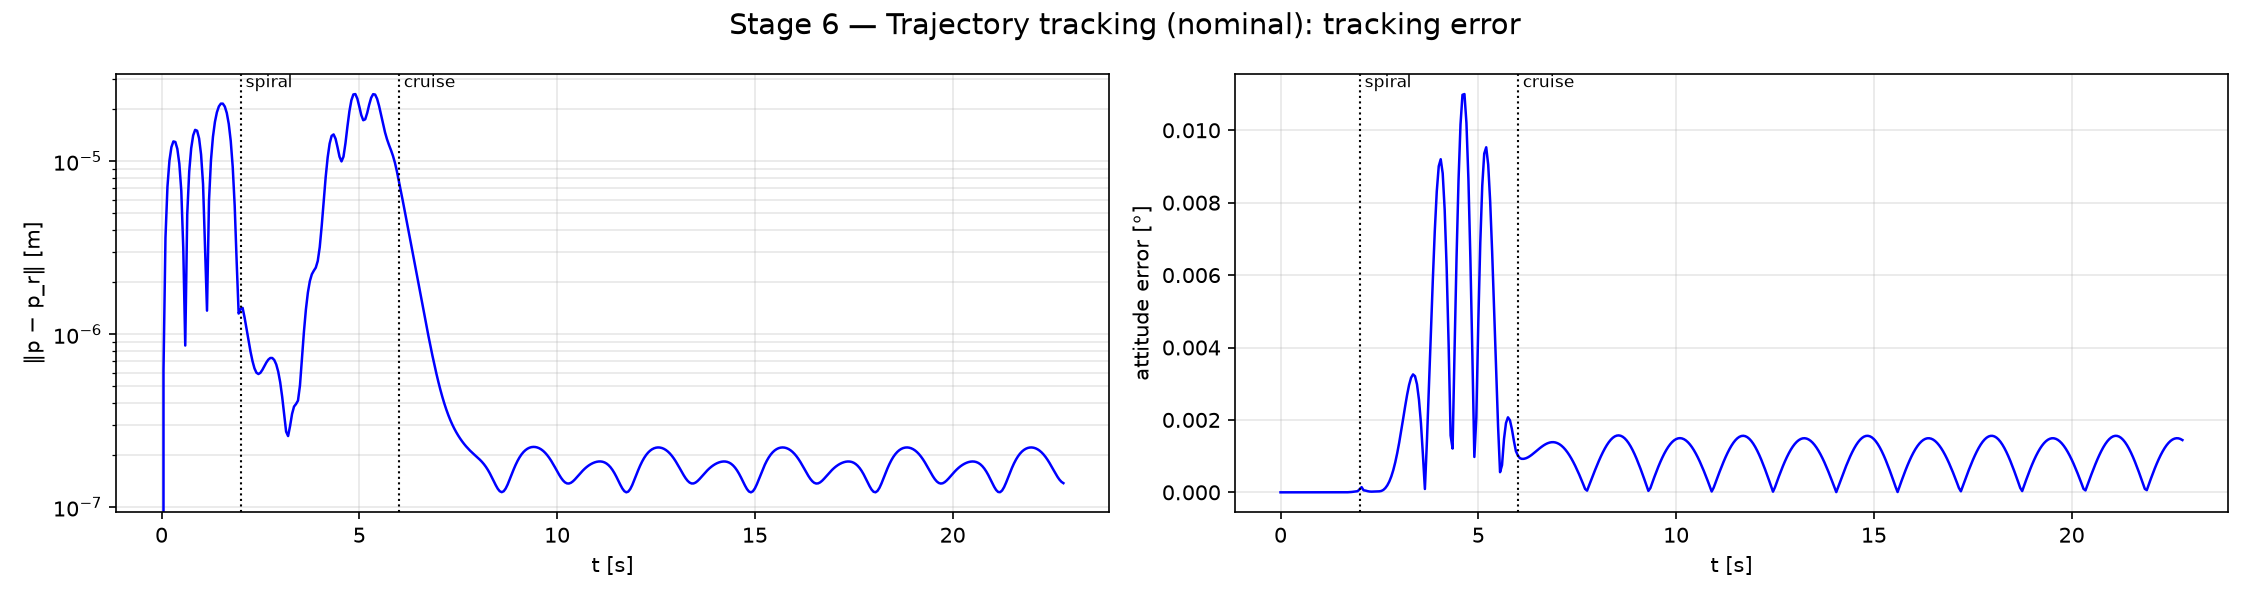 Stage 6 — Trajectory tracking (nominal): tracking error
spiral
cruise
10⁻⁵
10⁻⁶
10⁻⁷
‖p − p_r‖ [m]
0
5
10
15
20
t [s]
spiral
cruise
0.010
0.008
0.006
0.004
0.002
0.000
attitude error [°]
0
5
10
15
20
t [s]